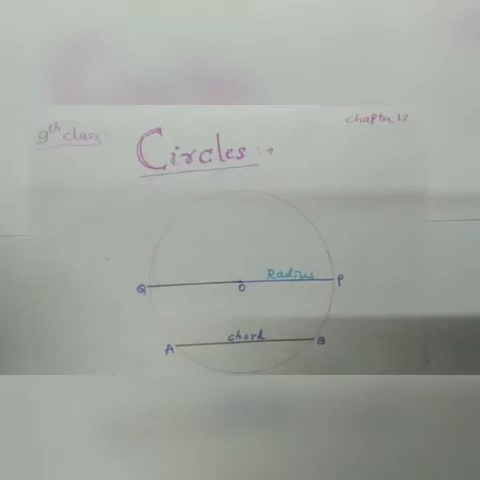 9th class
chapter 12
Circles :→
Radius
Q
O
P
chord
A
B